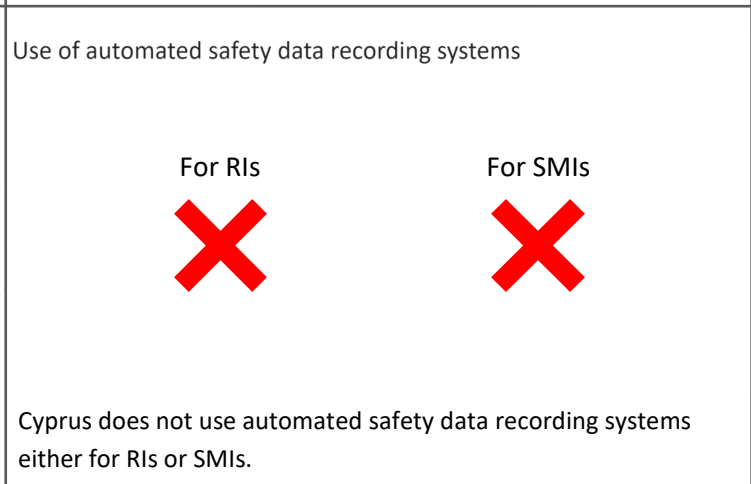 Use of automated safety data recording systems
For RIs
For SMIs
Cyprus does not use automated safety data recording systems
either for RIs or SMIs.